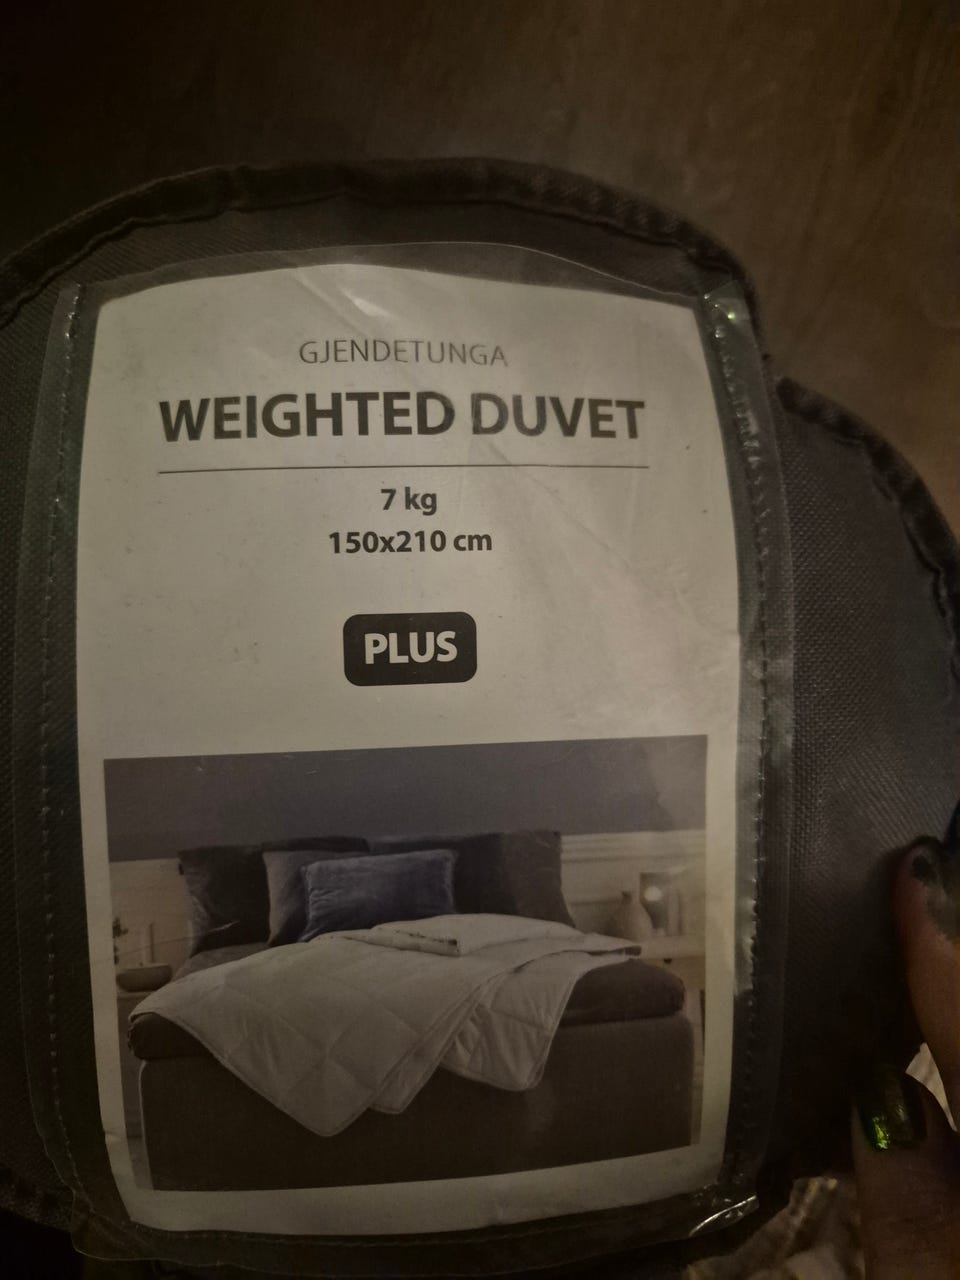 GJENDETUNGA
WEIGHTED DUVET
7 kg
150x210 cm
PLUS